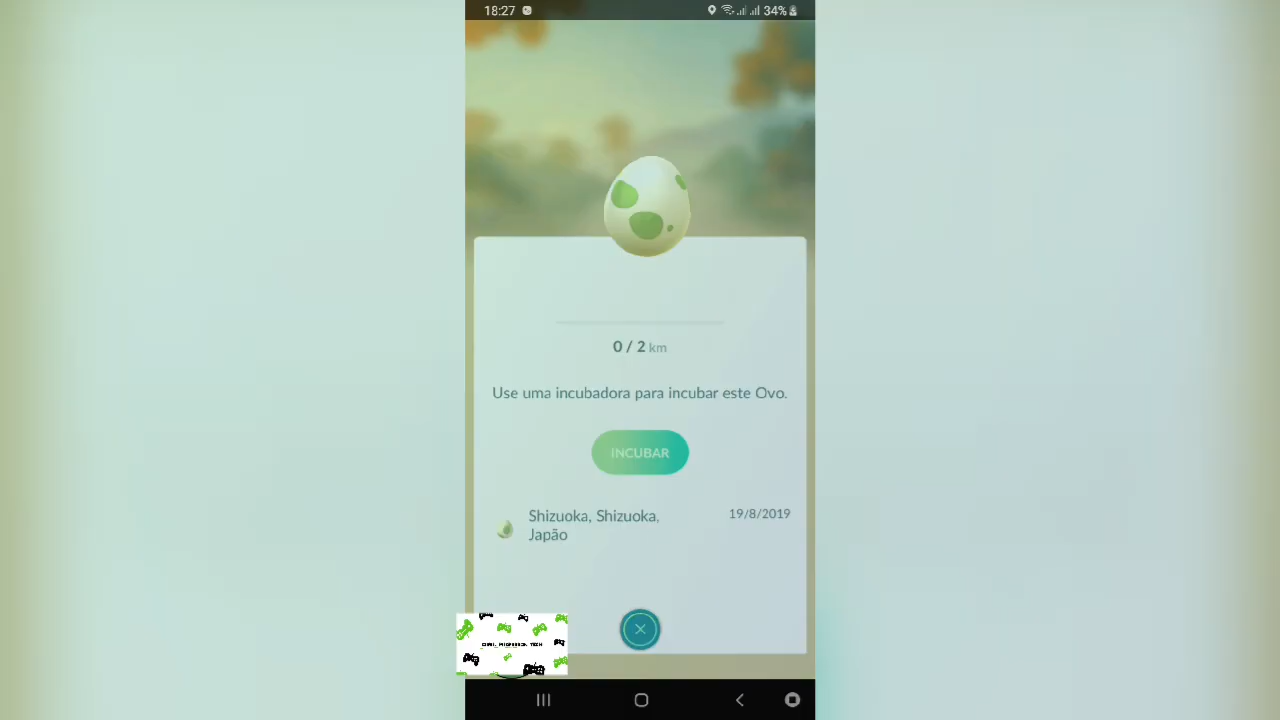 18:27
34%
0 / 2 km
Use uma incubadora para incubar este Ovo.
INCUBAR
Shizuoka, Shizuoka,
Japão
19/8/2019